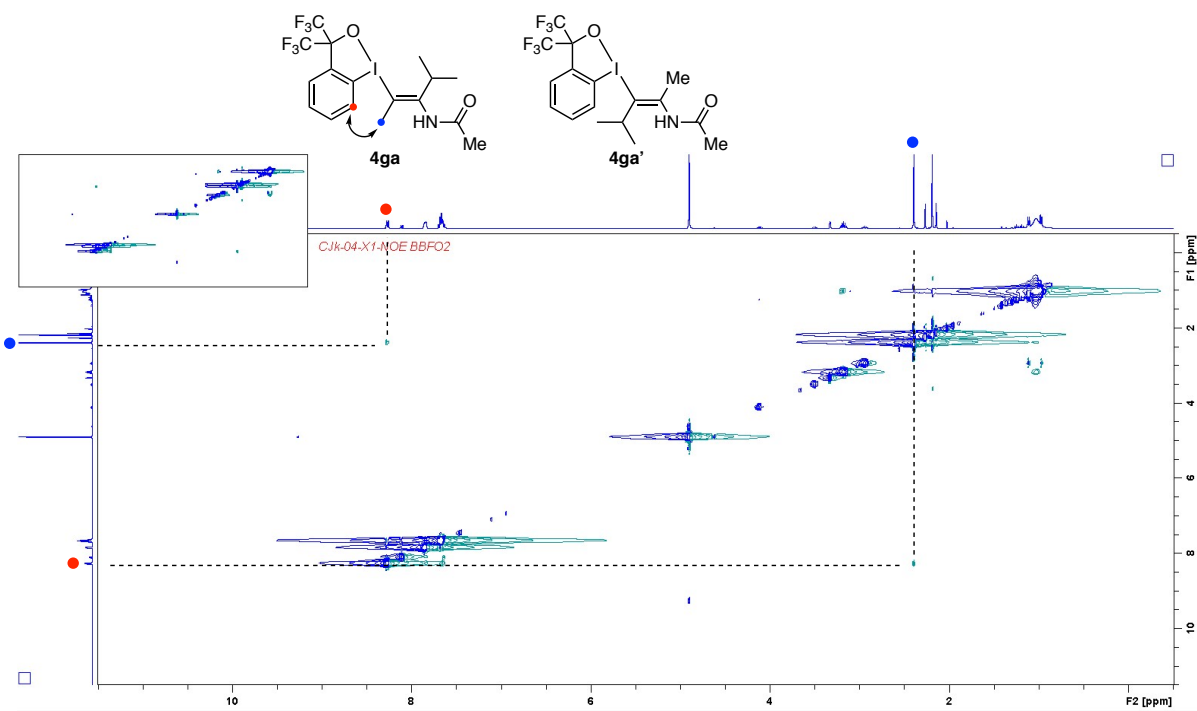 F₃C O F₃C O
F₃C F₃C
I I Me
O O
HN HN
Me Me
4ga 4ga'
CJk-04-X1-NOE BBFO2
F1 [ppm]
2
4
6
8
10
10 8 6 4 2 F2 [ppm]